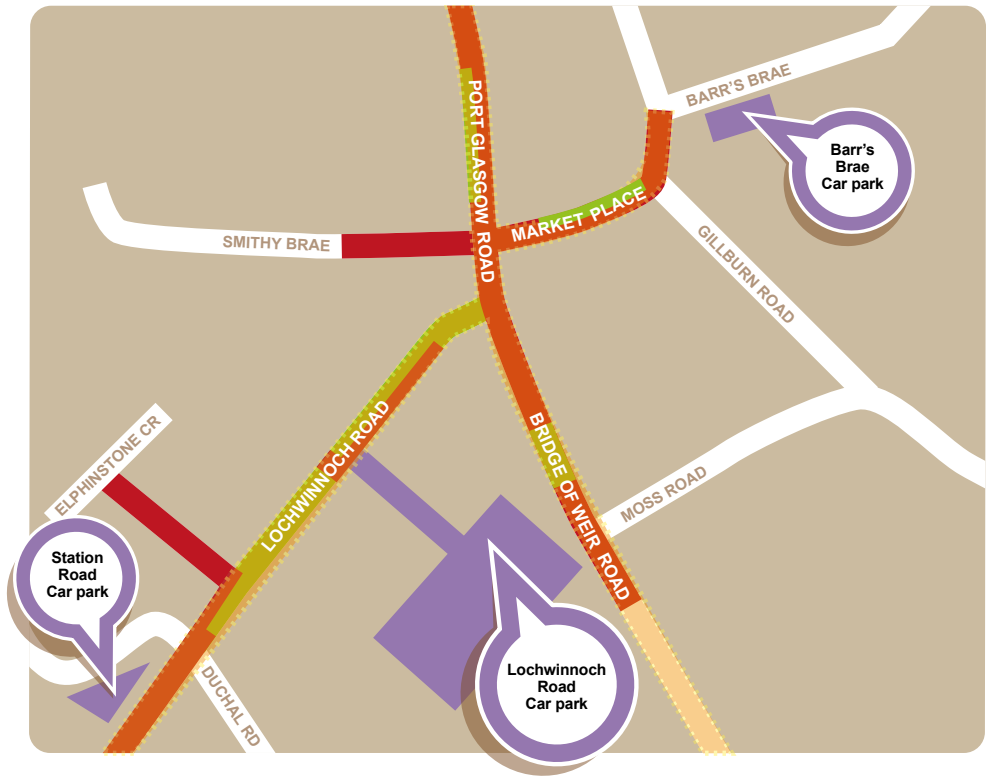 PORT GLASGOW ROAD
BARR'S BRAE
Barr's
Brae
Car park
MARKET PLACE
SMITHY BRAE
GILLBURN ROAD
LOCHWINNOCH ROAD
BRIDGE OF WEIR ROAD
ELPHINSTONE CR
MOSS ROAD
Station
Road
Car park
Lochwinnoch
Road
Car park
DUCHAL RD